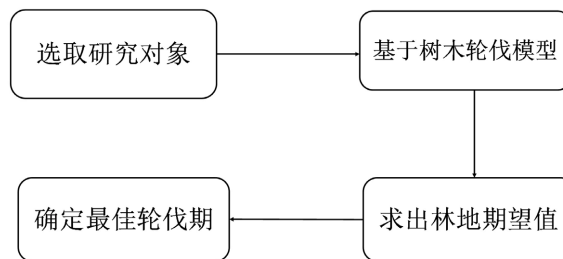 选取研究对象
基于树木轮伐模型
求出林地期望值
确定最佳轮伐期